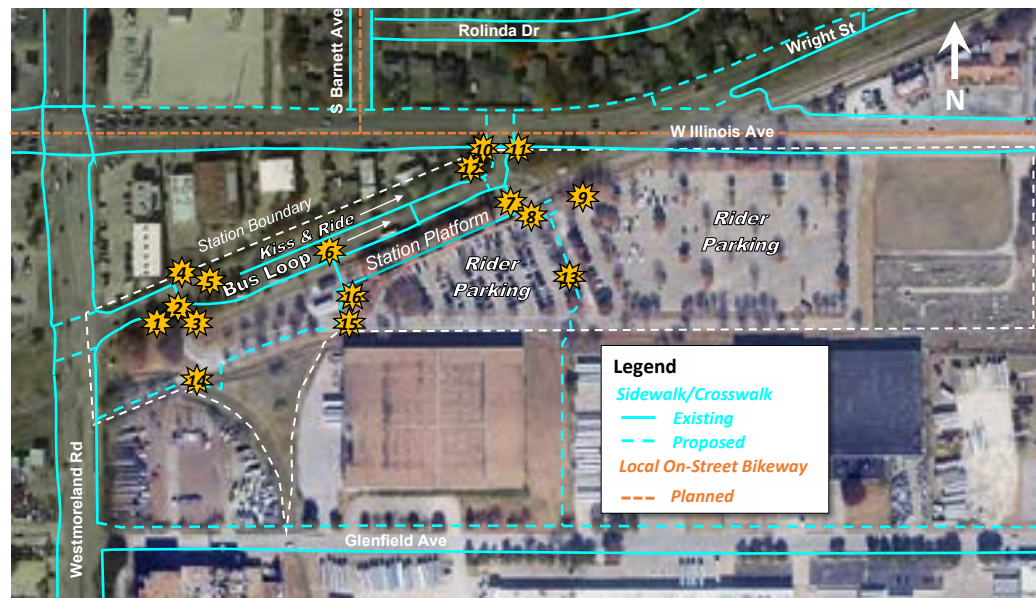 Rolinda Dr
S Barnett Ave
Wright St
N
W Illinois Ave
10
11
12
Station Boundary
Kiss & Ride
7
8
9
Rider
Parking
Station Platform
Bus Loop
6
4
5
Rider
Parking
13
16
2
1
3
15
14
Legend
Sidewalk/Crosswalk
Existing
Proposed
Local On-Street Bikeway
Planned
Westmoreland Rd
Glenfield Ave